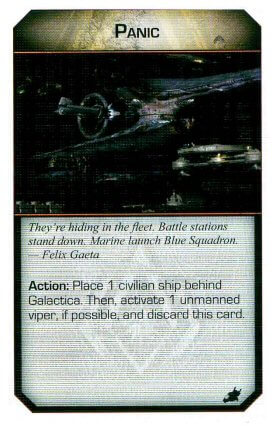 PANIC
They're hiding in the fleet. Battle stations
stand down. Marine launch Blue Squadron.
— Felix Gaeta
Action: Place 1 civilian ship behind
Galactica. Then, activate 1 unmanned
viper, if possible, and discard this card.